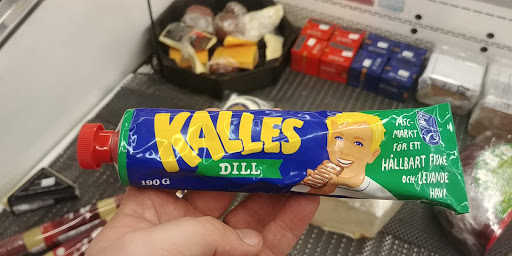 KALLES
DILL
190 G
MSC-
MÄRKT
FÖR ETT
HÅLLBART FISKE
OCH LEVANDE
HAV!